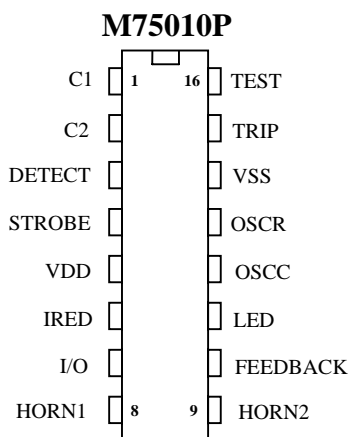 M75010P
C1 1 16 TEST
C2 TRIP
DETECT VSS
STROBE OSCR
VDD OSCC
IRED LED
I/O FEEDBACK
HORN1 8 9 HORN2